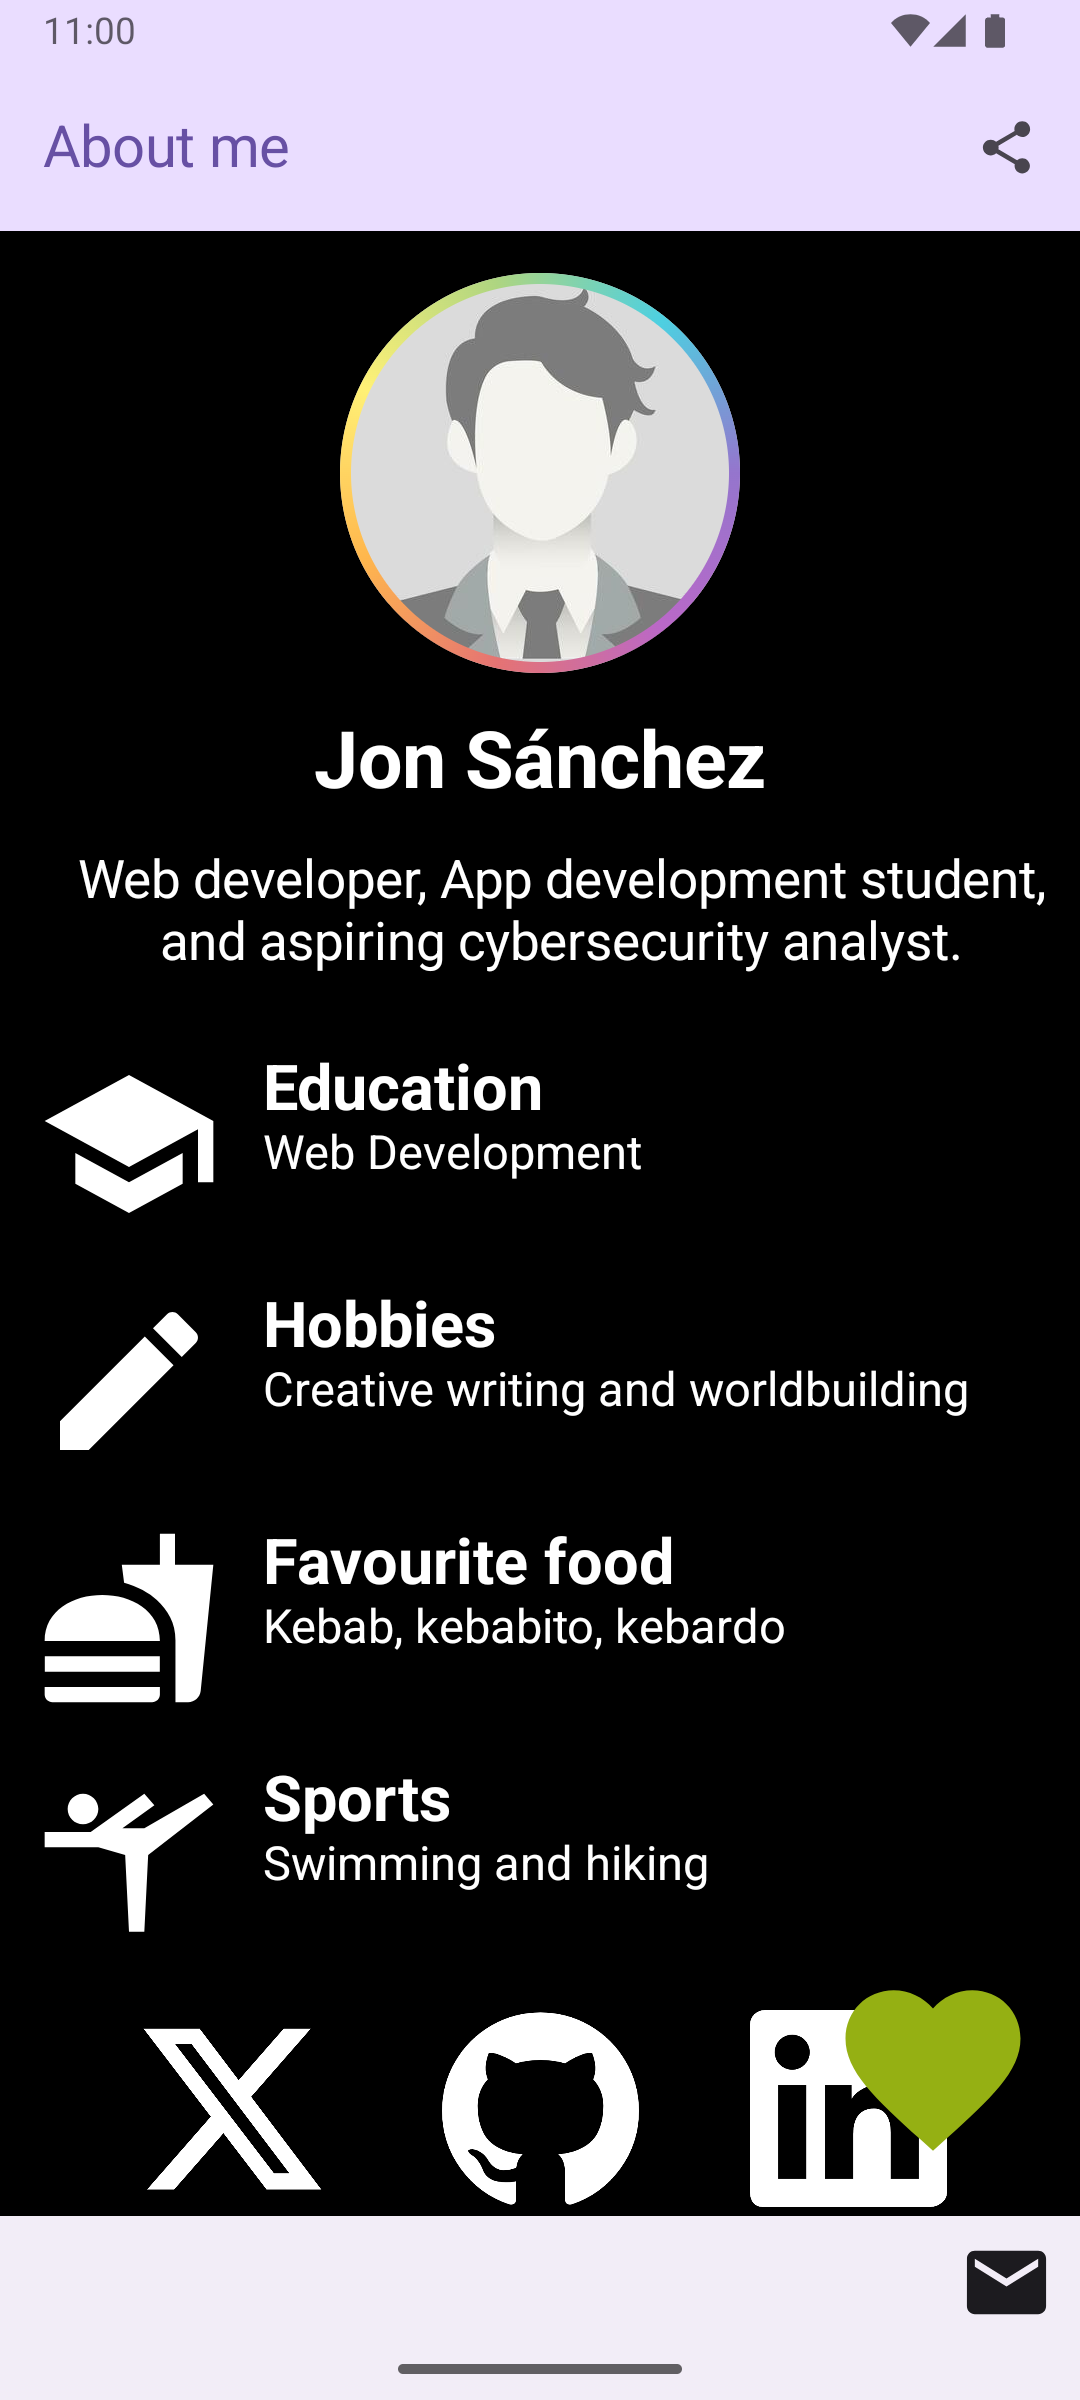 11:00
About me
Jon Sánchez
Web developer, App development student,
and aspiring cybersecurity analyst.
Education
Web Development
Hobbies
Creative writing and worldbuilding
Favourite food
Kebab, kebabito, kebardo
Sports
Swimming and hiking
in